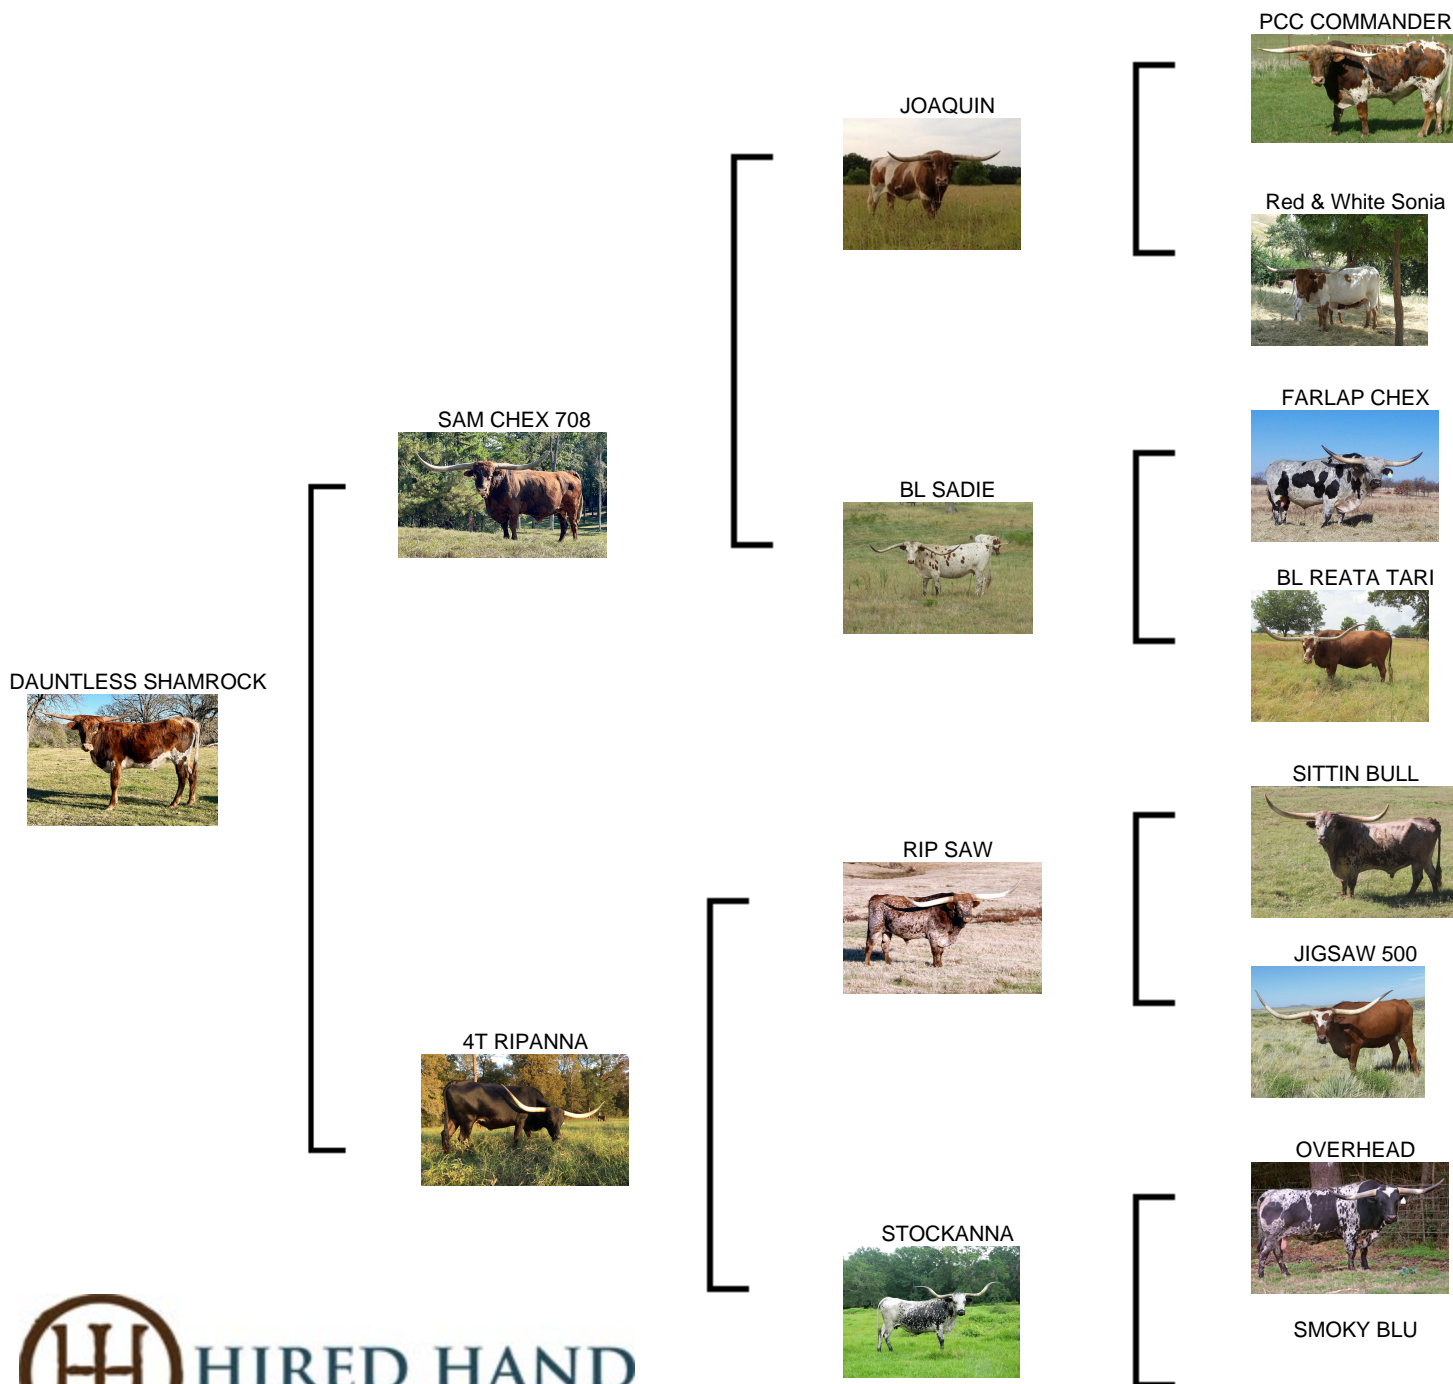 PCC COMMANDER
JOAQUIN
Red & White Sonia
SAM CHEX 708
FARLAP CHEX
BL SADIE
BL REATA TARI
DAUNTLESS SHAMROCK
SITTIN BULL
RIP SAW
JIGSAW 500
4T RIPANNA
OVERHEAD
STOCKANNA
SMOKY BLU
HIRED HAND